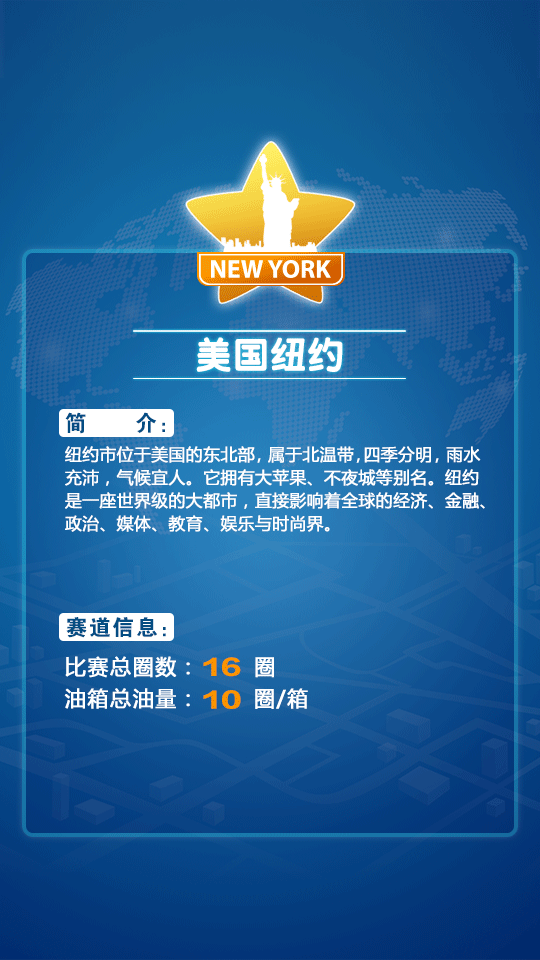 NEW YORK
美国纽约
简 介:
纽约市位于美国的东北部，属于北温带,四季分明，雨水
充沛，气候宜人。它拥有大苹果、不夜城等别名。纽约
是一座世界级的大都市，直接影响着全球的经济、金融、
政治、媒体、教育、娱乐与时尚界。
赛道信息:
比赛总圈数：16 圈
油箱总油量：10 圈/箱